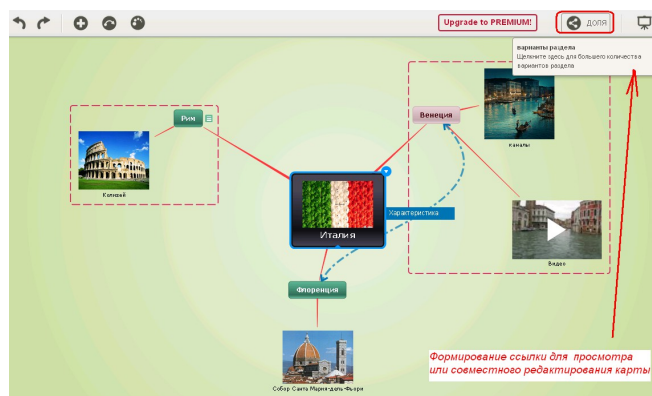 Upgrade to PREMIUM!
доля
варианты раздела
Щелкните здесь для большего количества
вариантов раздела
Рим
Колизей
Венеция
каналы
Видео
Характеристика
Италия
Флоренция
Собор Санта Мария-дель-Фьоре
Формирование ссылки для просмотра
или совместного редактирования карты